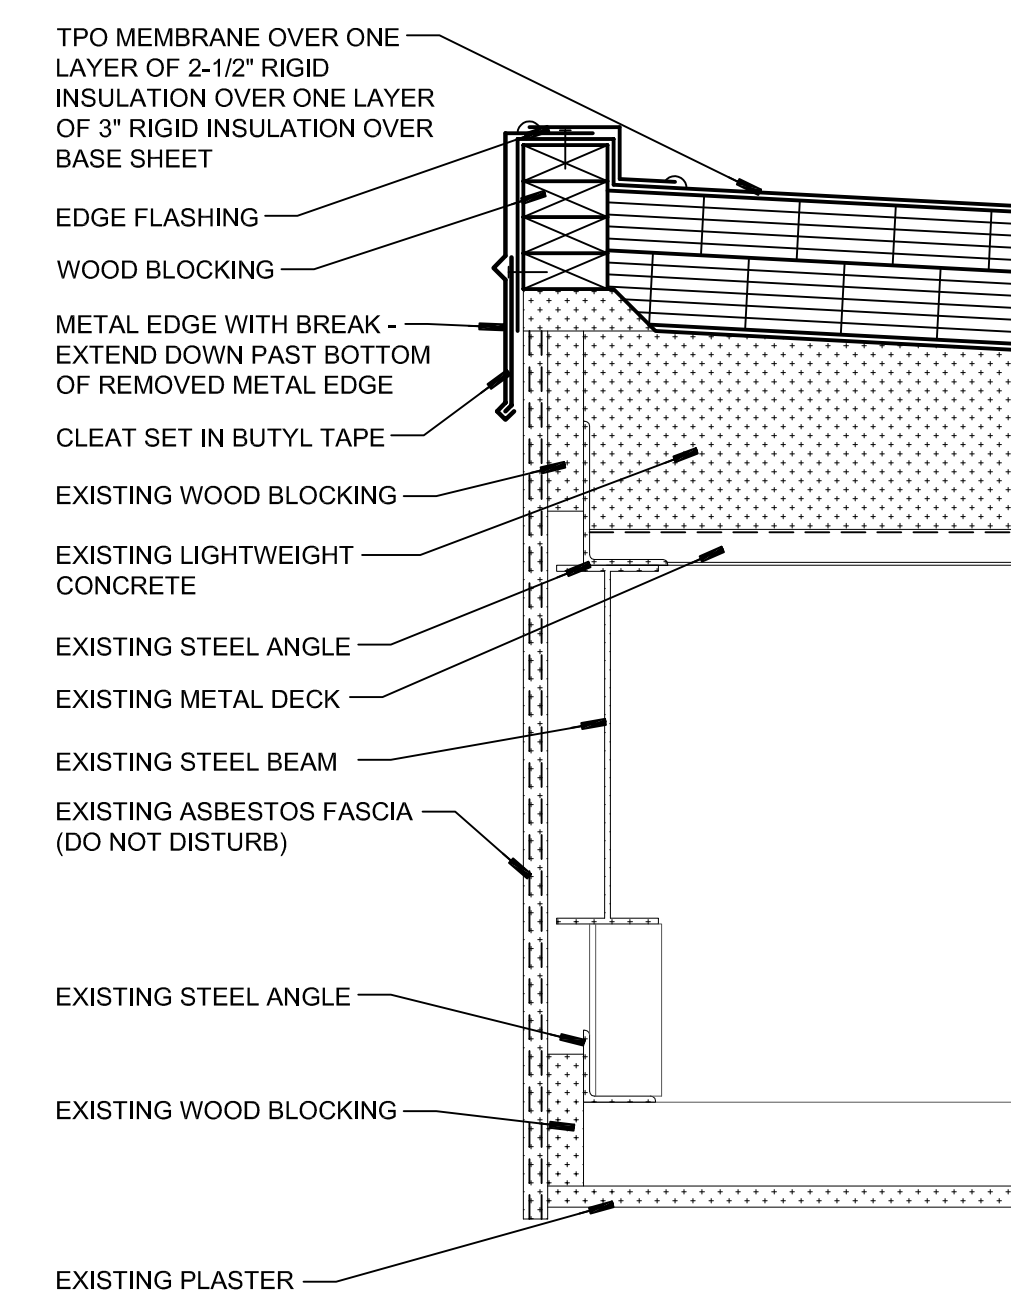 TPO MEMBRANE OVER ONE
LAYER OF 2-1/2" RIGID
INSULATION OVER ONE LAYER
OF 3" RIGID INSULATION OVER
BASE SHEET
EDGE FLASHING
WOOD BLOCKING
METAL EDGE WITH BREAK -
EXTEND DOWN PAST BOTTOM
OF REMOVED METAL EDGE
CLEAT SET IN BUTYL TAPE
EXISTING WOOD BLOCKING
EXISTING LIGHTWEIGHT
CONCRETE
EXISTING STEEL ANGLE
EXISTING METAL DECK
EXISTING STEEL BEAM
EXISTING ASBESTOS FASCIA
(DO NOT DISTURB)
EXISTING STEEL ANGLE
EXISTING WOOD BLOCKING
EXISTING PLASTER